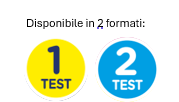 Disponibile in 2 formati:
1 2
TEST TEST